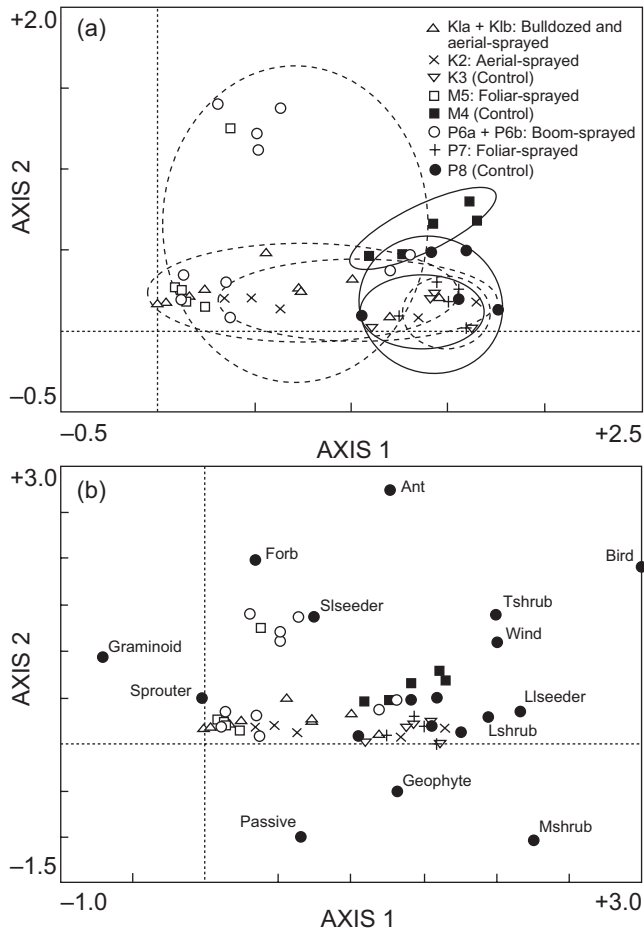 +2.0
(a)
Kla + Klb: Bulldozed and
aerial-sprayed
K2: Aerial-sprayed
K3 (Control)
M5: Foliar-sprayed
M4 (Control)
P6a + P6b: Boom-sprayed
P7: Foliar-sprayed
P8 (Control)
AXIS 2
–0.5
–0.5
AXIS 1
+2.5
+3.0
(b)
Ant
Forb
Bird
Slseeder
Tshrub
Wind
Graminoid
Sprouter
Llseeder
Lshrub
AXIS 2
Geophyte
Passive
Mshrub
–1.5
–1.0
AXIS 1
+3.0